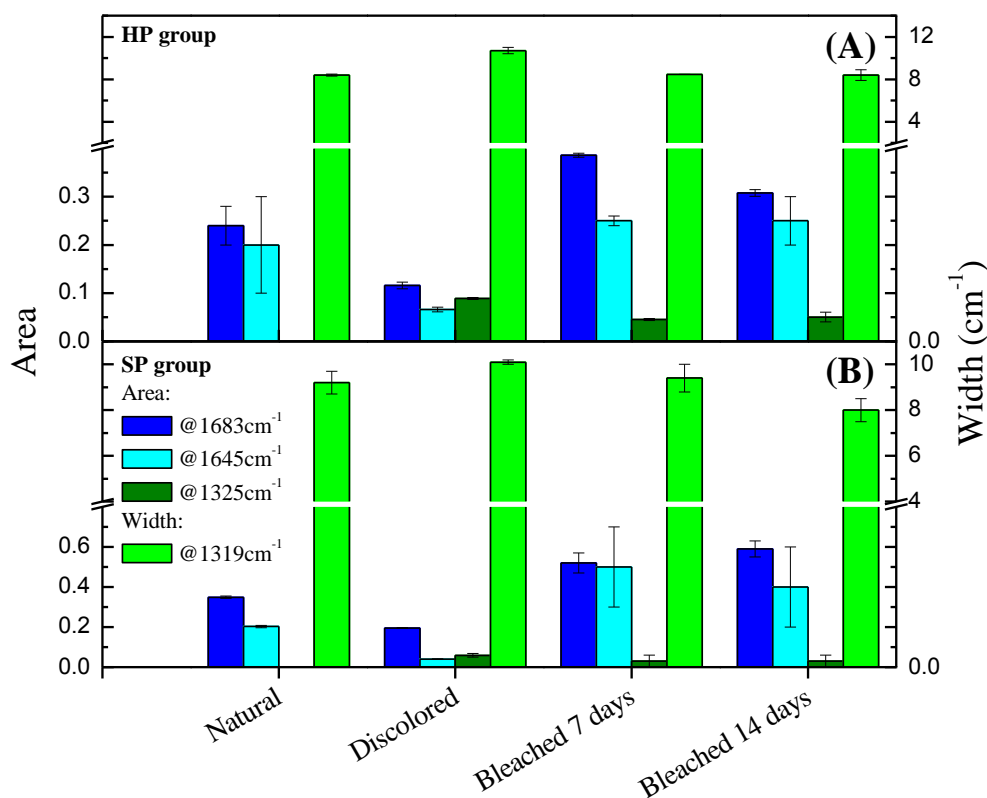 HP group
(A)
12
8
4
0.3
0.2
0.1
0.0
0.0
Area
Width (cm⁻¹)
SP group
(B)
Area:
@1683cm⁻¹
@1645cm⁻¹
@1325cm⁻¹
Width:
@1319cm⁻¹
10
8
6
4
0.6
0.4
0.2
0.0
0.0
Natural
Discolored
Bleached 7 days
Bleached 14 days